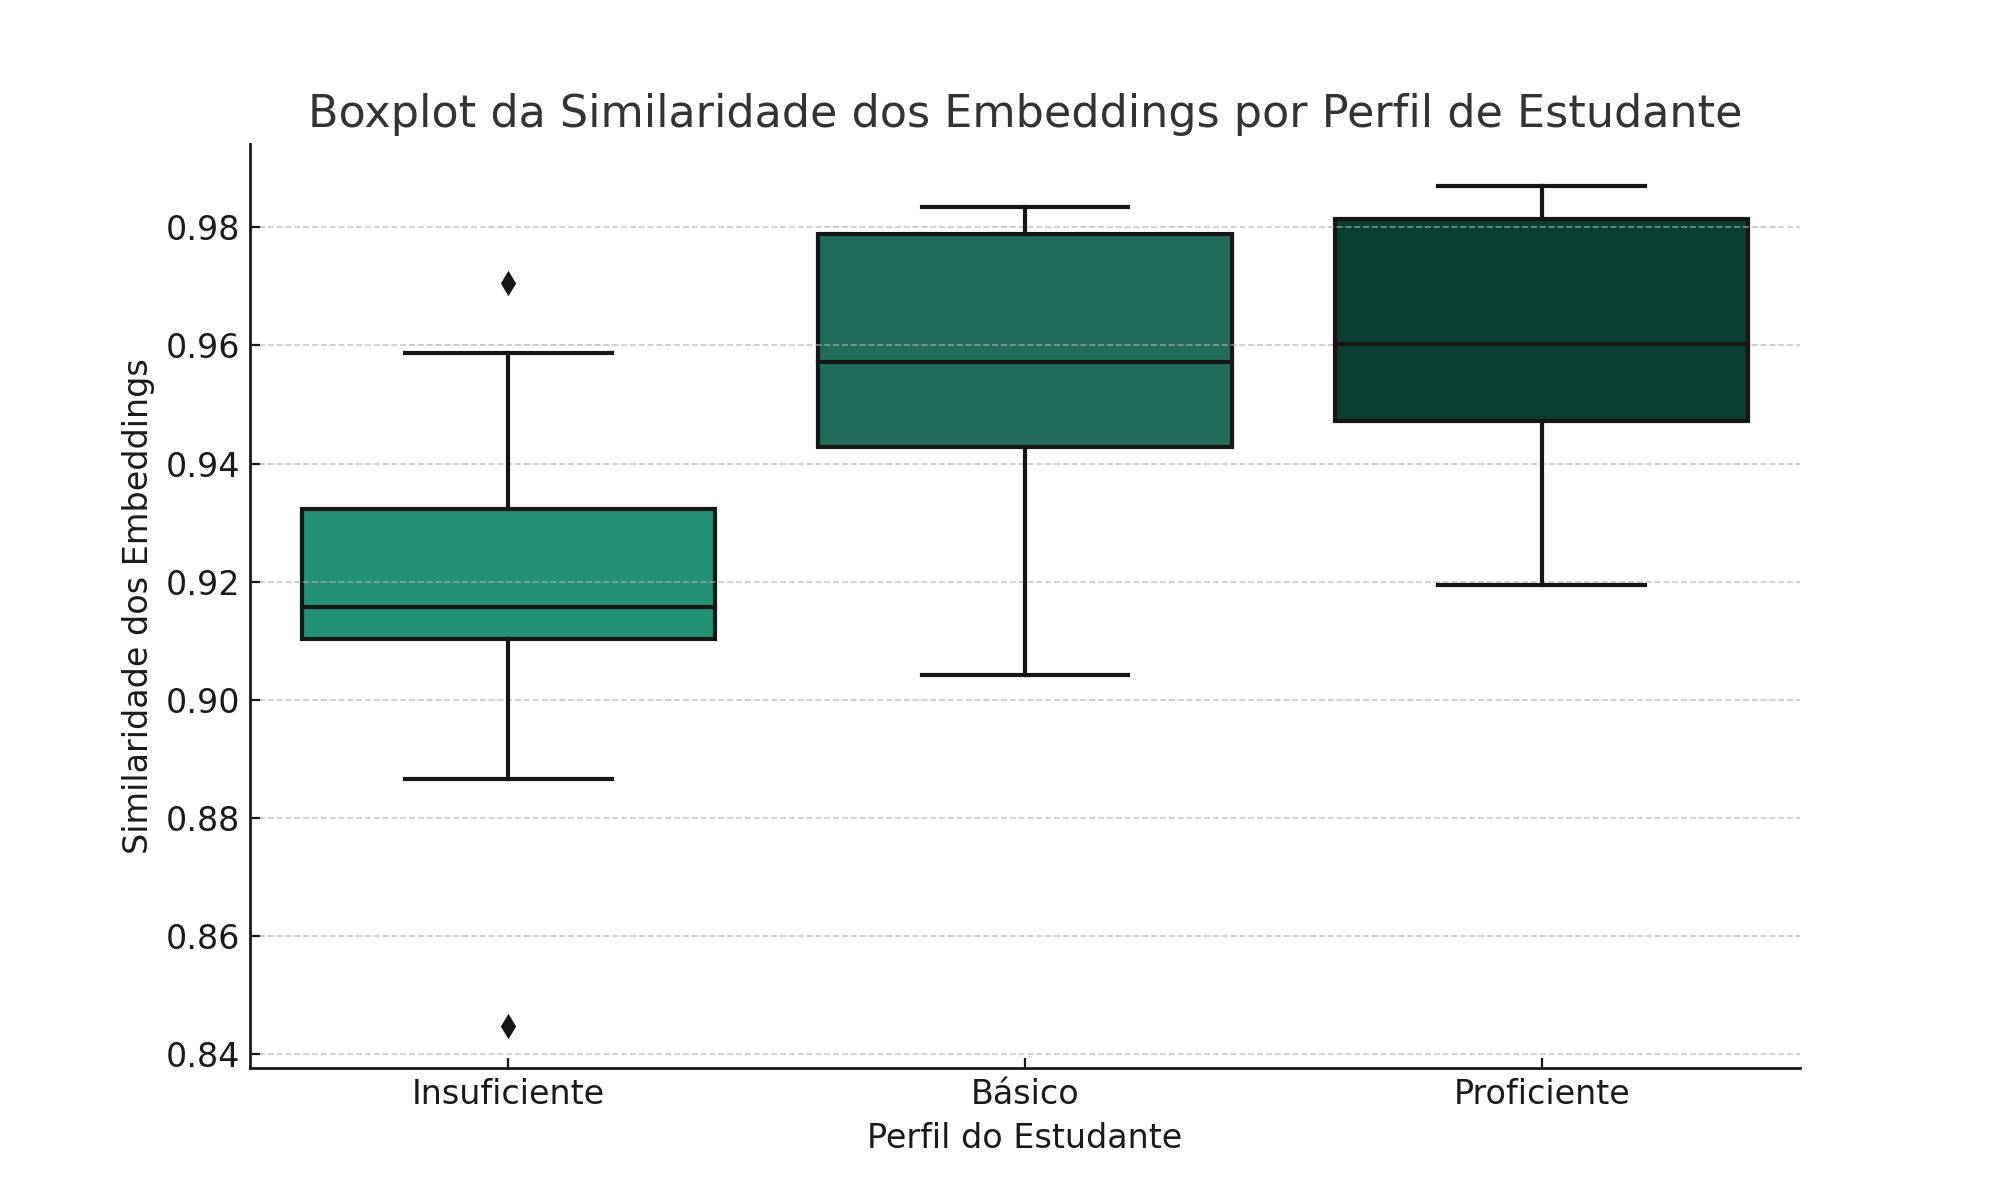 Boxplot da Similaridade dos Embeddings por Perfil de Estudante
Similaridade dos Embeddings
0.98
0.96
0.94
0.92
0.90
0.88
0.86
0.84
Insuficiente
Básico
Proficiente
Perfil do Estudante